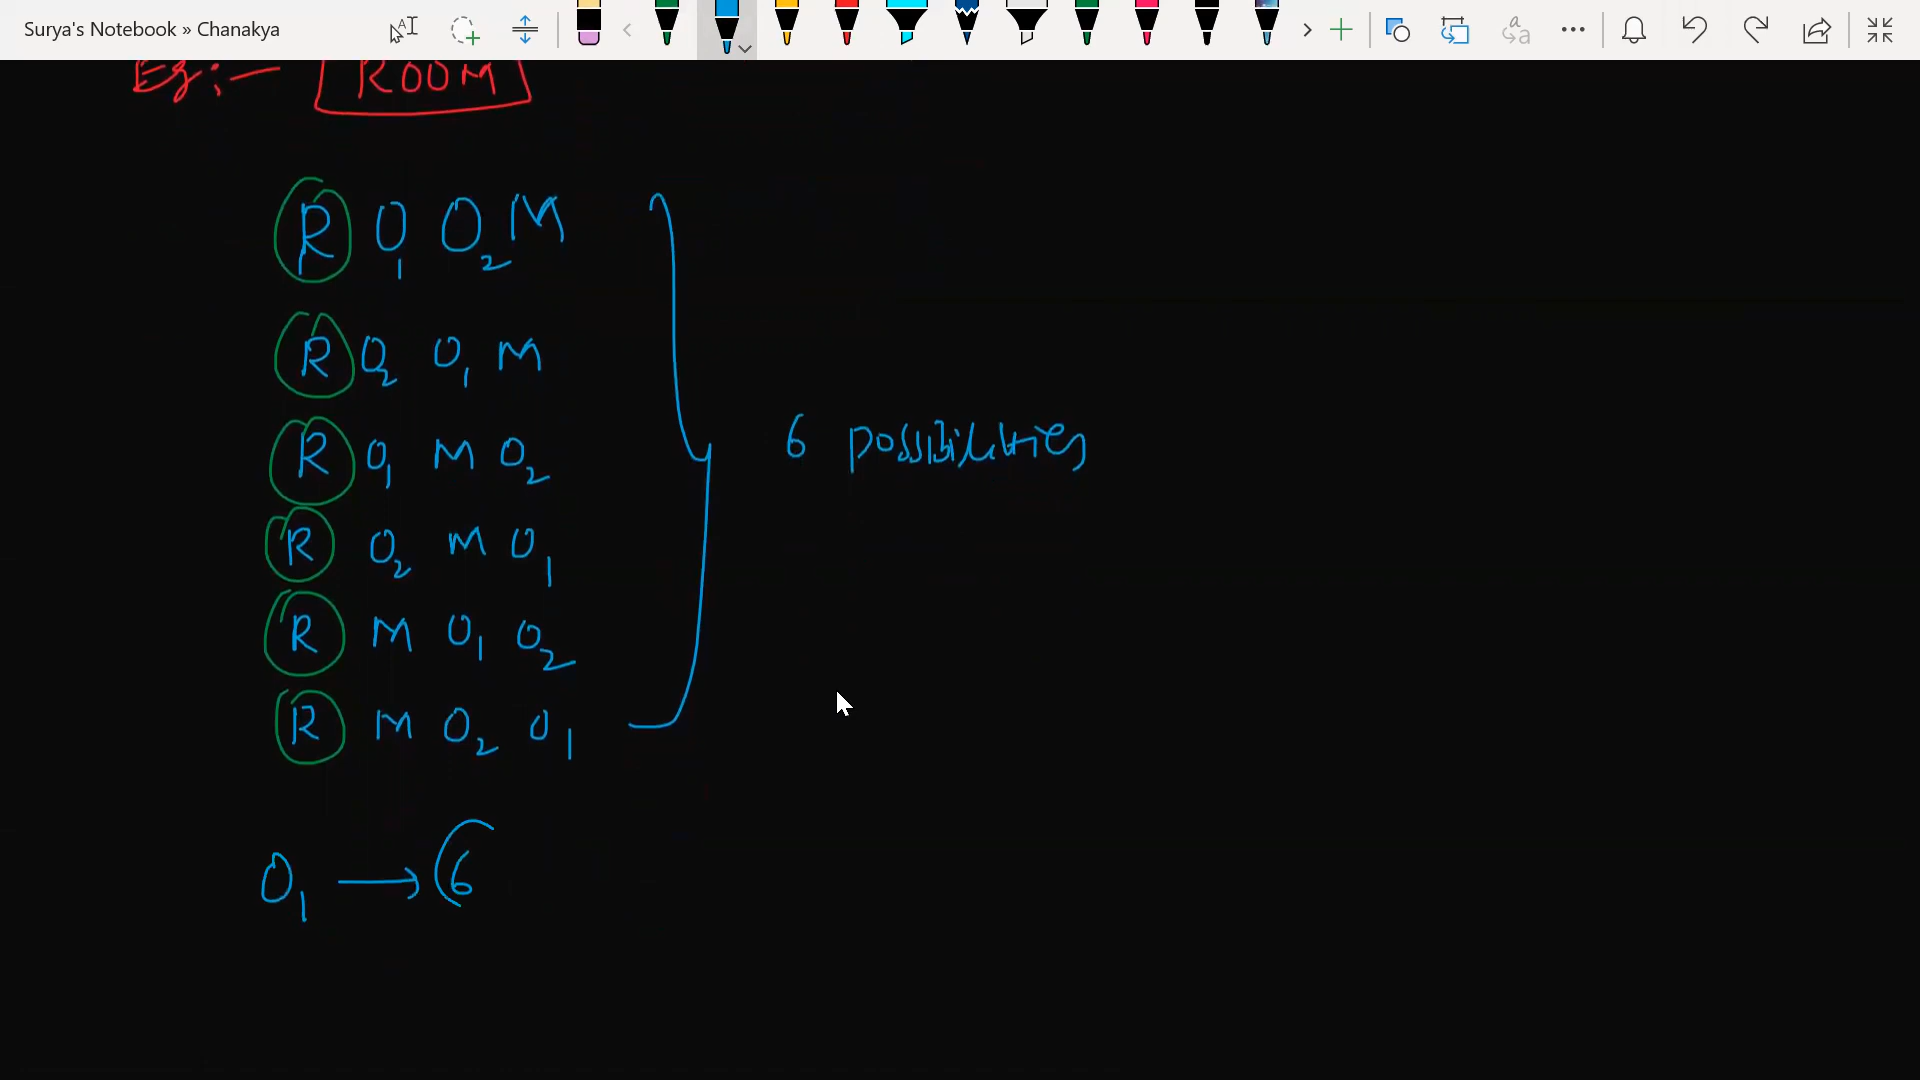 Surya's Notebook » Chanakya
Eg:- ROOM
R O1 O2 M
R O2 O1 M
R O1 M O2
R O2 M O1
R M O1 O2
R M O2 O1
6 possibilities
O1 → 6